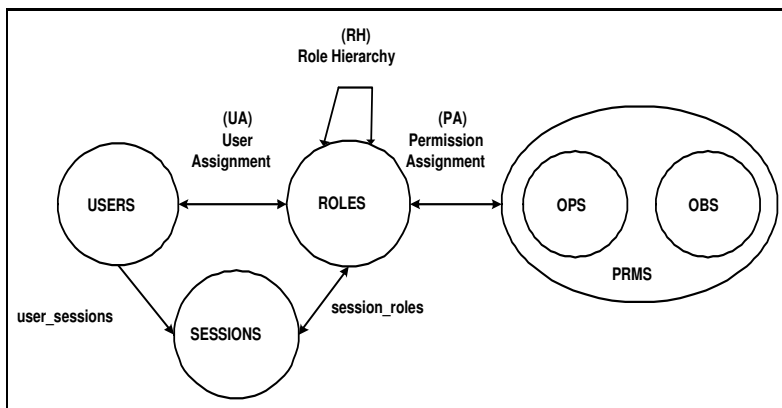 (RH)
Role Hierarchy
(UA)
User
Assignment
(PA)
Permission
Assignment
USERS
ROLES
OPS
OBS
PRMS
user_sessions
SESSIONS
session_roles